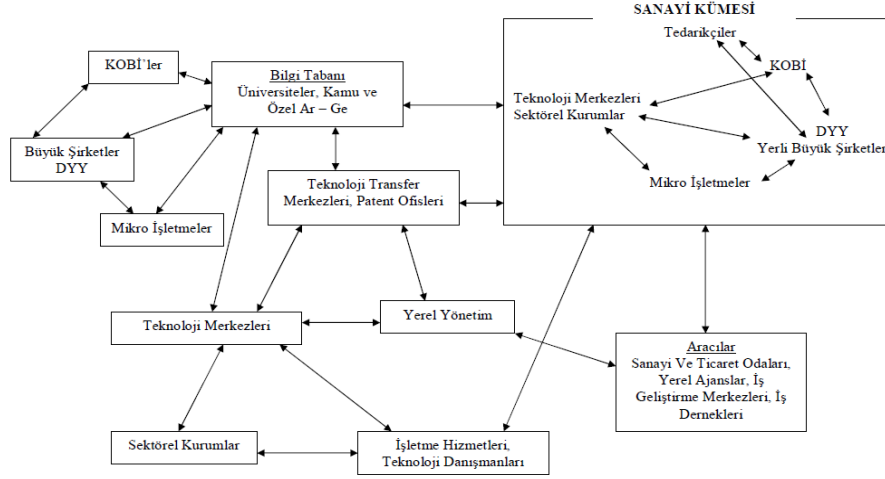 SANAYİ KÜMESİ
Tedarikçiler
KOBİ
Teknoloji Merkezleri
Sektörel Kurumlar
DYY
Yerli Büyük Şirketler
Mikro İşletmeler
KOBİ'ler
Bilgi Tabanı
Üniversiteler, Kamu ve
Özel Ar – Ge
Büyük Şirketler
DYY
Mikro İşletmeler
Teknoloji Transfer
Merkezleri, Patent Ofisleri
Teknoloji Merkezleri
Yerel Yönetim
Aracılar
Sanayi Ve Ticaret Odaları,
Yerel Ajanslar, İş
Geliştirme Merkezleri, İş
Dernekleri
Sektörel Kurumlar
İşletme Hizmetleri,
Teknoloji Danışmanları